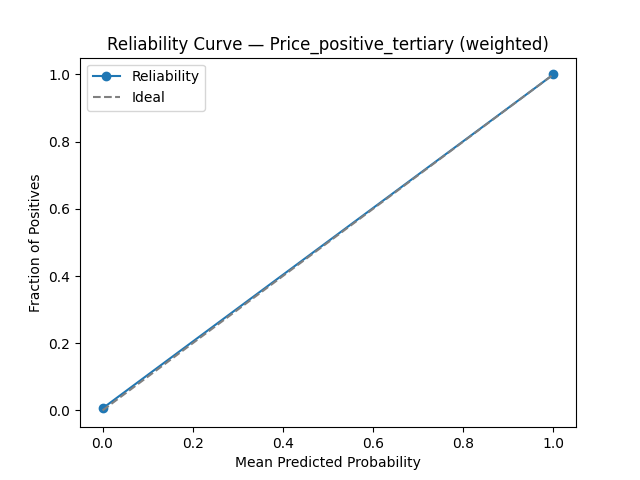 Reliability Curve — Price_positive_tertiary (weighted)
Reliability
Ideal
1.0
0.8
0.6
0.4
0.2
0.0
Fraction of Positives
0.0 0.2 0.4 0.6 0.8 1.0
Mean Predicted Probability